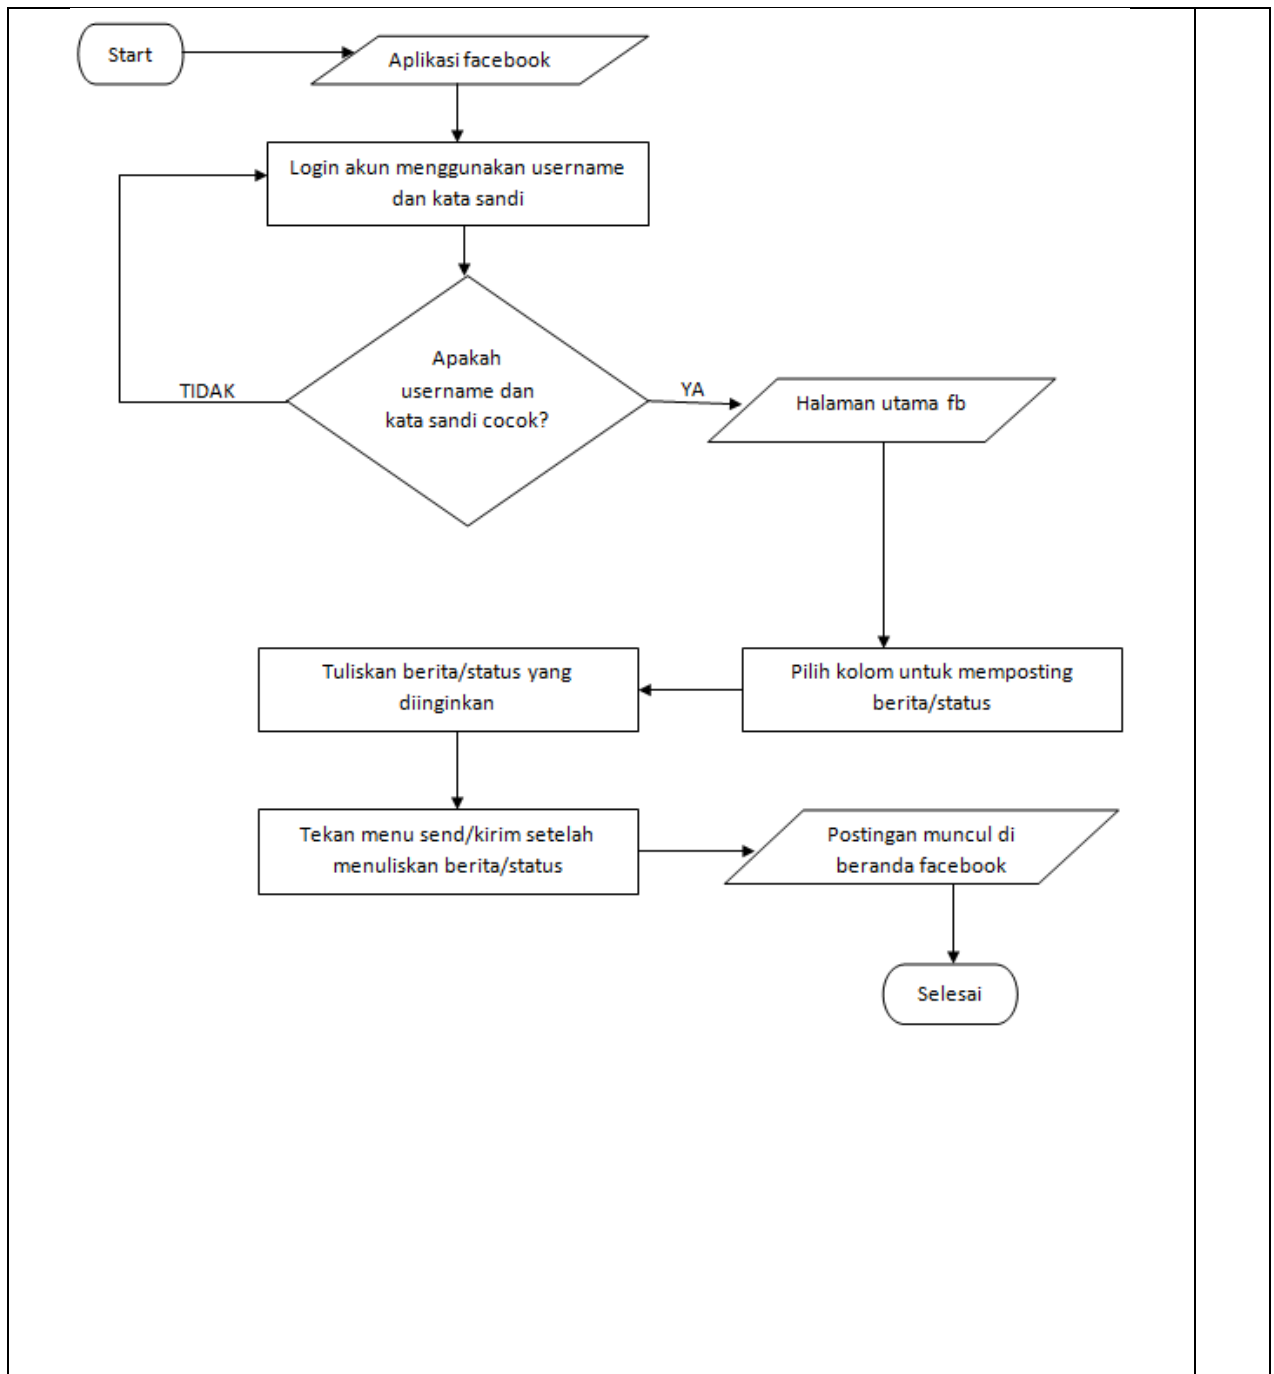 Start
Aplikasi facebook
Login akun menggunakan username
dan kata sandi
Apakah
username dan
kata sandi cocok?
TIDAK
YA
Halaman utama fb
Pilih kolom untuk memposting
berita/status
Tuliskan berita/status yang
diinginkan
Tekan menu send/kirim setelah
menuliskan berita/status
Postingan muncul di
beranda facebook
Selesai